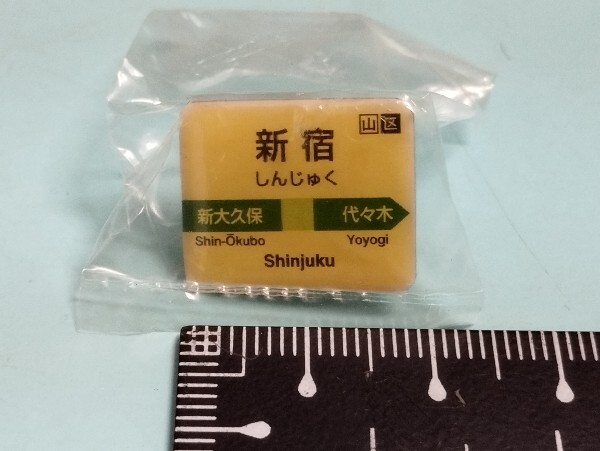 新宿
山区
しんじゅく
新大久保 代々木
Shin-Ōkubo Yoyogi
Shinjuku